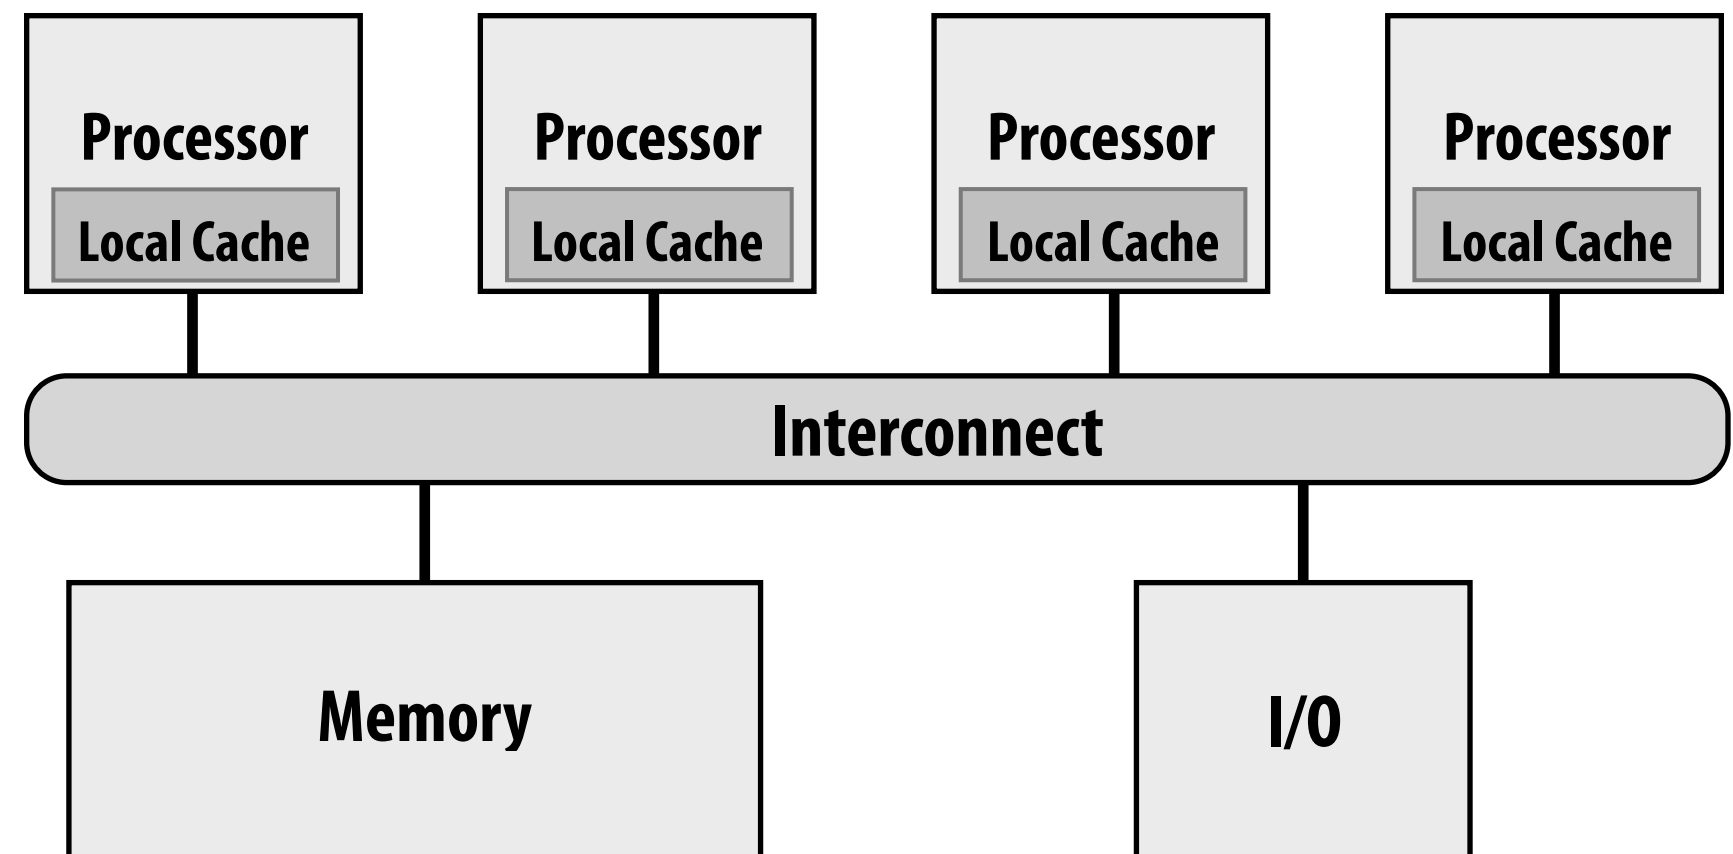 Processor Processor Processor Processor
Local Cache Local Cache Local Cache Local Cache
Interconnect
Memory I/O